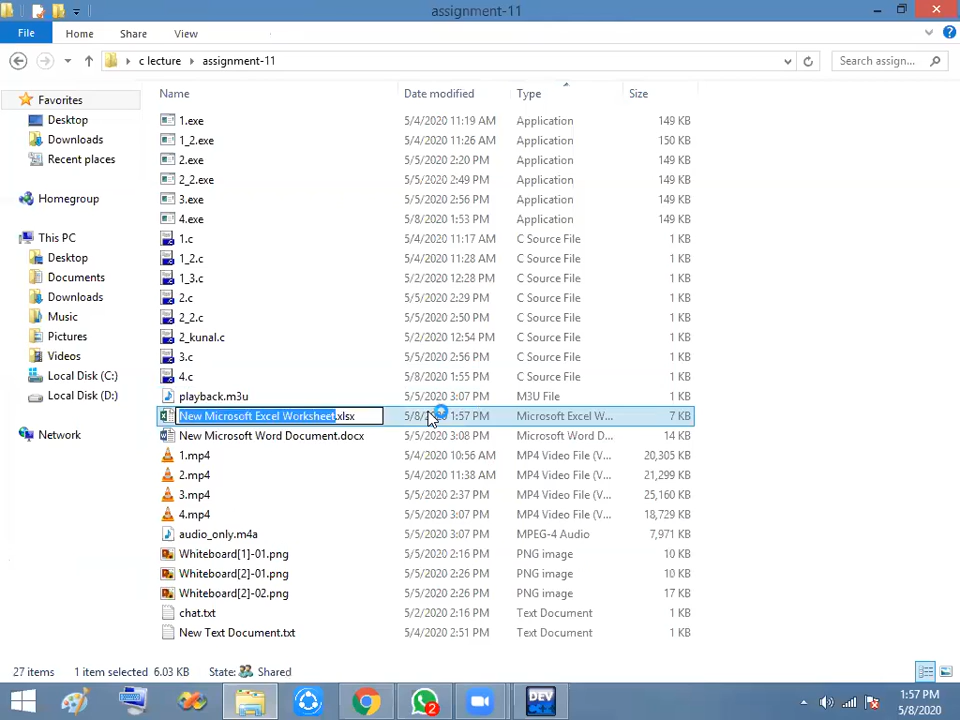 assignment-11
File Home Share View
c lecture assignment-11 Search assign...
Name Date modified Type Size
Favorites
Desktop
Downloads
Recent places
Homegroup
This PC
Desktop
Documents
Downloads
Music
Pictures
Videos
Local Disk (C:)
Local Disk (D:)
Network
1.exe 5/4/2020 11:19 AM Application 149 KB
1_2.exe 5/4/2020 11:26 AM Application 150 KB
2.exe 5/5/2020 2:20 PM Application 149 KB
2_2.exe 5/5/2020 2:49 PM Application 149 KB
3.exe 5/5/2020 2:56 PM Application 149 KB
4.exe 5/8/2020 1:53 PM Application 149 KB
1.c 5/4/2020 11:17 AM C Source File 1 KB
1_2.c 5/4/2020 11:28 AM C Source File 1 KB
1_3.c 5/2/2020 12:28 PM C Source File 1 KB
2.c 5/5/2020 2:29 PM C Source File 1 KB
2_2.c 5/5/2020 2:50 PM C Source File 1 KB
2_kunal.c 5/2/2020 12:54 PM C Source File 1 KB
3.c 5/5/2020 2:56 PM C Source File 1 KB
4.c 5/8/2020 1:55 PM C Source File 1 KB
playback.m3u 5/5/2020 3:07 PM M3U File 1 KB
New Microsoft Excel Worksheet.xlsx 5/8/2020 1:57 PM Microsoft Excel W... 7 KB
New Microsoft Word Document.docx 5/5/2020 3:08 PM Microsoft Word D... 14 KB
1.mp4 5/4/2020 10:56 AM MP4 Video File (V... 20,305 KB
2.mp4 5/4/2020 11:38 AM MP4 Video File (V... 21,299 KB
3.mp4 5/5/2020 2:37 PM MP4 Video File (V... 25,160 KB
4.mp4 5/5/2020 3:07 PM MP4 Video File (V... 18,729 KB
audio_only.m4a 5/5/2020 3:07 PM MPEG-4 Audio 7,971 KB
Whiteboard[1]-01.png 5/5/2020 2:16 PM PNG image 10 KB
Whiteboard[2]-01.png 5/5/2020 2:26 PM PNG image 10 KB
Whiteboard[2]-02.png 5/5/2020 2:26 PM PNG image 17 KB
chat.txt 5/2/2020 2:16 PM Text Document 1 KB
New Text Document.txt 5/4/2020 2:51 PM Text Document 1 KB
27 items 1 item selected 6.03 KB State: Shared
DEV
2
1:57 PM
5/8/2020